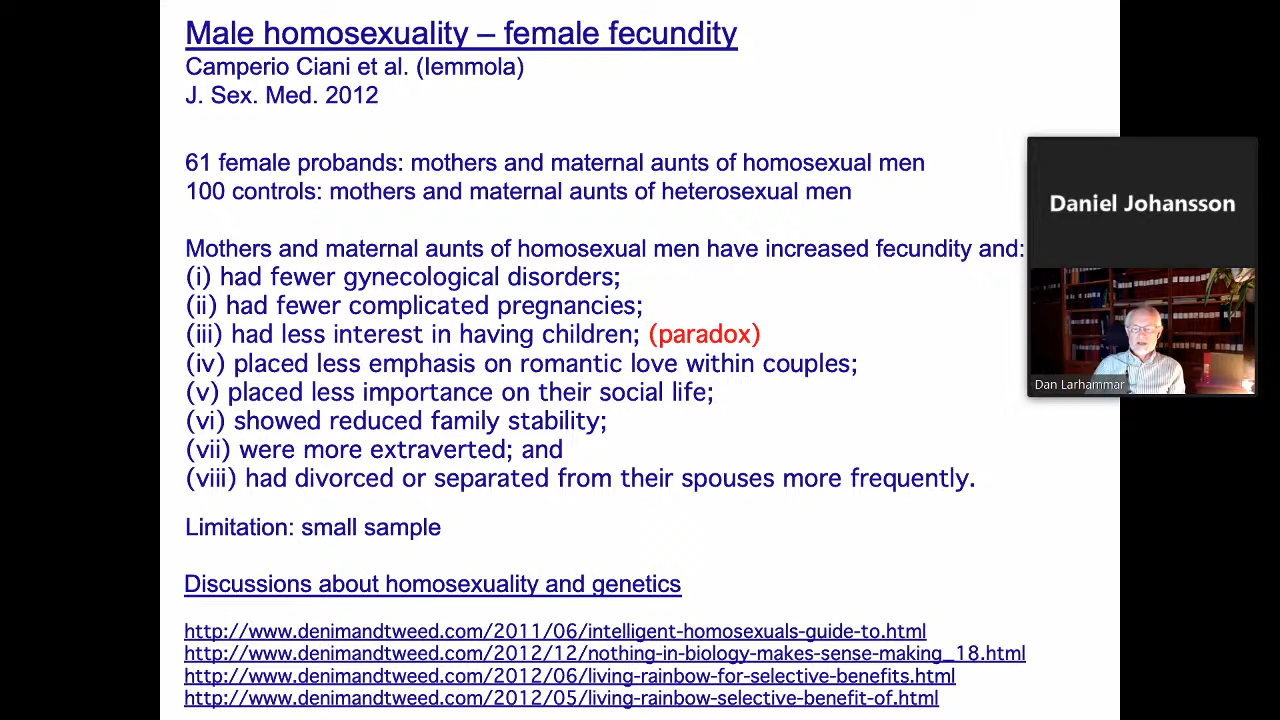 Male homosexuality – female fecundity
Camperio Ciani et al. (Iemmola)
J. Sex. Med. 2012
61 female probands: mothers and maternal aunts of homosexual men
100 controls: mothers and maternal aunts of heterosexual men
Mothers and maternal aunts of homosexual men have increased fecundity and:
(i) had fewer gynecological disorders;
(ii) had fewer complicated pregnancies;
(iii) had less interest in having children; (paradox)
(iv) placed less emphasis on romantic love within couples;
(v) placed less importance on their social life;
(vi) showed reduced family stability;
(vii) were more extraverted; and
(viii) had divorced or separated from their spouses more frequently.
Limitation: small sample
Discussions about homosexuality and genetics
http://www.denimandtweed.com/2011/06/intelligent-homosexuals-guide-to.html
http://www.denimandtweed.com/2012/12/nothing-in-biology-makes-sense-making_18.html
http://www.denimandtweed.com/2012/06/living-rainbow-for-selective-benefits.html
http://www.denimandtweed.com/2012/05/living-rainbow-selective-benefit-of.html
Daniel Johansson
Dan Larhammar